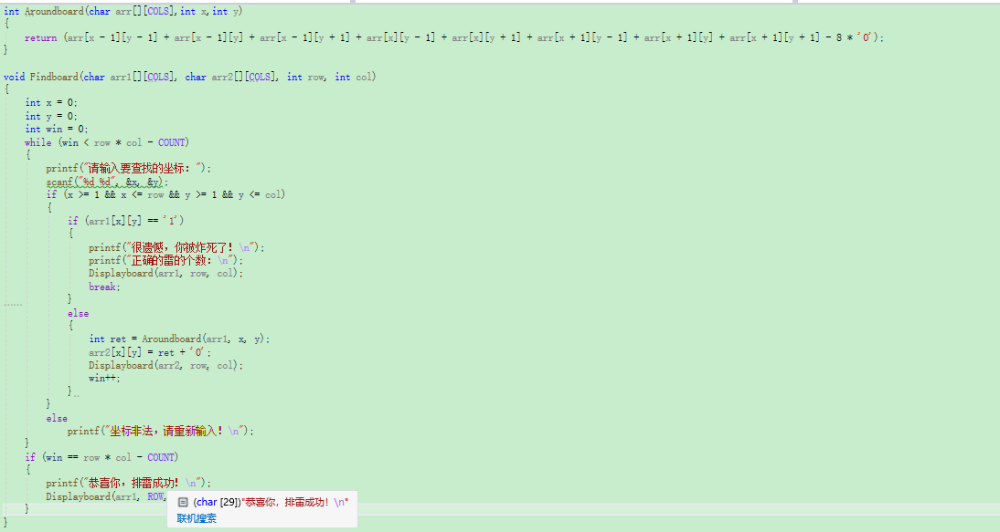 int Aroundboard(char arr[][COLS],int x,int y)
{
return (arr[x - 1][y - 1] + arr[x - 1][y] + arr[x - 1][y + 1] + arr[x][y - 1] + arr[x][y + 1] + arr[x + 1][y - 1] + arr[x + 1][y] + arr[x + 1][y + 1] - 8 * '0');
}
void Findboard(char arr1[][COLS], char arr2[][COLS], int row, int col)
{
int x = 0;
int y = 0;
int win = 0;
while (win < row * col - COUNT)
{
printf("请输入要查找的坐标：");
scanf("%d %d", &x, &y);
if (x >= 1 && x <= row && y >= 1 && y <= col)
{
if (arr1[x][y] == '1')
{
printf("很遗憾，你被炸死了！\n");
printf("正确的雷的个数：\n");
Displayboard(arr1, row, col);
break;
}
else
{
int ret = Aroundboard(arr1, x, y);
arr2[x][y] = ret + '0';
Displayboard(arr2, row, col);
win++;
}
}
else
printf("坐标非法，请重新输入！\n");
}
if (win == row * col - COUNT)
{
printf("恭喜你，排雷成功！\n");
Displayboard(arr1, ROW,
(char [29])"恭喜你，排雷成功！\n"
}
联机搜索
}